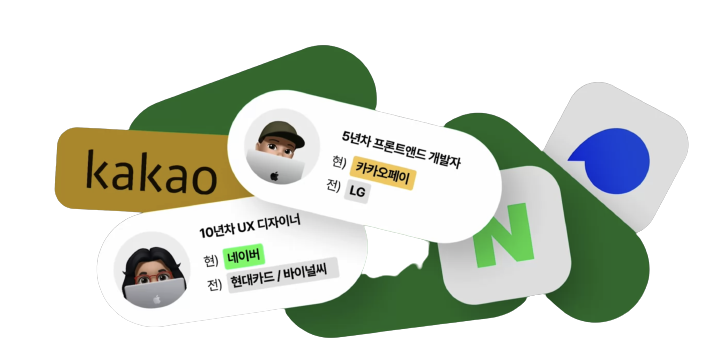 kakao
5년차 프론트앤드 개발자
현) 카카오페이
전) LG
10년차 UX 디자이너
현) 네이버
전) 현대카드 / 바이널씨
N